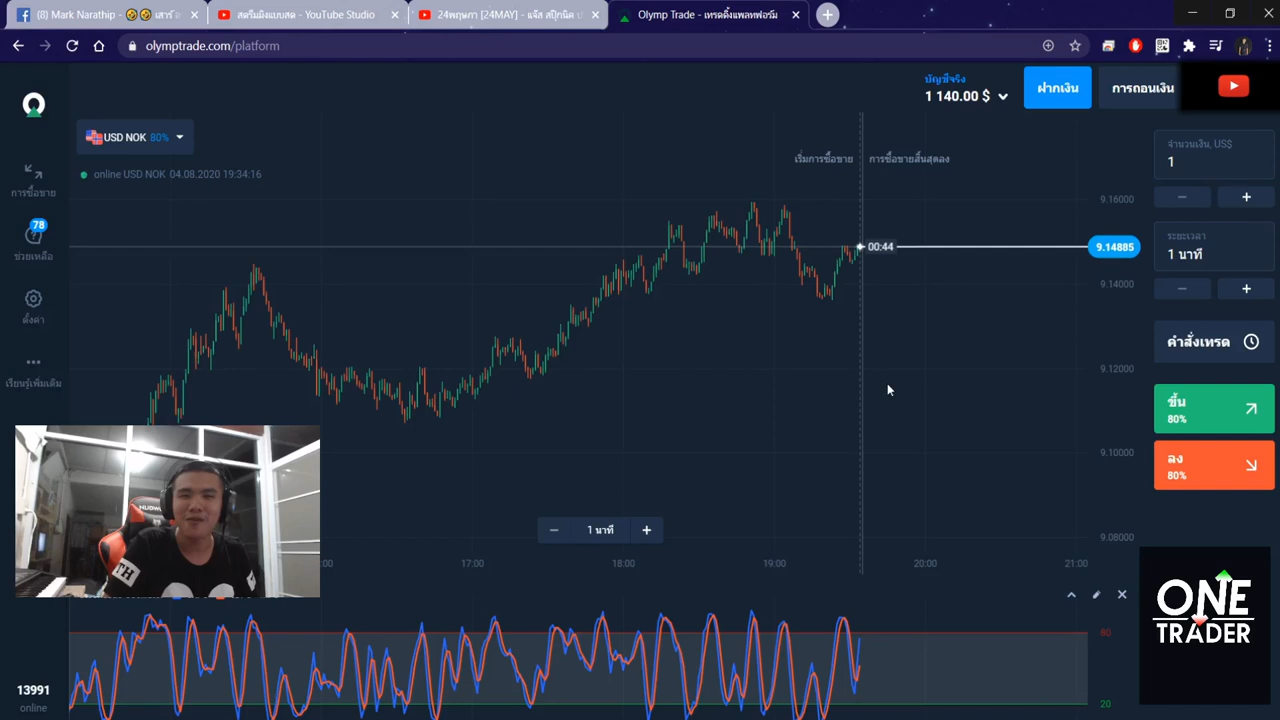 (8) Mark Narathip - 🤣🤣 เสาร์อ
สตรีมมิงแบบสด - YouTube Studio
24พฤษภา [24MAY] - แจ๊ส สปุ๊กนิค ป
Olymp Trade - เทรดดิ้งแพลทฟอร์ม
olymptrade.com/platform
บัญชีจริง
1 140.00 $
ฝากเงิน
การถอนเงิน
USD NOK 80%
เริ่มการซื้อขาย
การซื้อขายสิ้นสุดลง
จำนวนเงิน, US$
1
online USD NOK 04.08.2020 19:34:16
การซื้อขาย
78
ช่วยเหลือ
ตั้งค่า
เรียนรู้เพิ่มเติม
9.16000
00:44
9.14885
9.14000
9.12000
9.10000
9.08000
ระยะเวลา
1 นาที
คำสั่งเทรด
ขึ้น
80%
ลง
80%
1 นาที
:00
17:00
18:00
19:00
20:00
21:00
TH
ONE
TRADER
80
20
13991
online